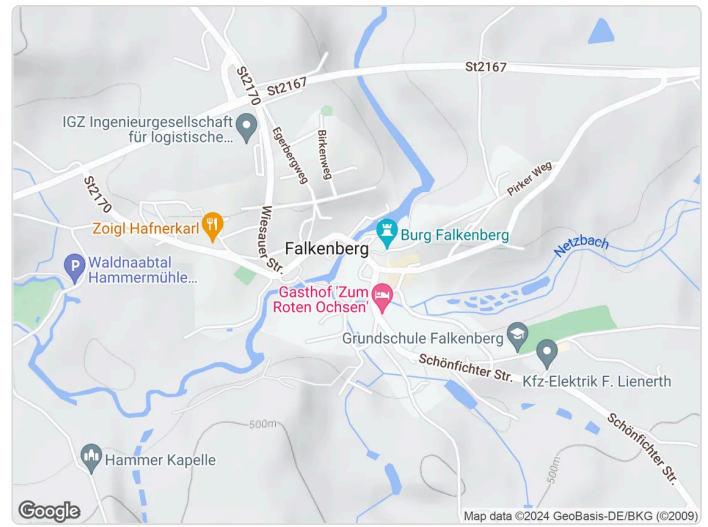 St2167
St2170
St2167
IGZ Ingenieurgesellschaft
für logistische...
Egerbergweg
Birkenweg
St2170
Pirker Weg
Zoigl Hafnerkarl
Wiesauer Str.
Falkenberg
Burg Falkenberg
Netzbach
Waldnaabtal
Hammermühle...
Gasthof 'Zum
Roten Ochsen'
Grundschule Falkenberg
Schönfichter Str.
Kfz-Elektrik F. Lienerth
500m
500m
Schönfichter Str.
Hammer Kapelle
Google
Map data ©2024 GeoBasis-DE/BKG (©2009)